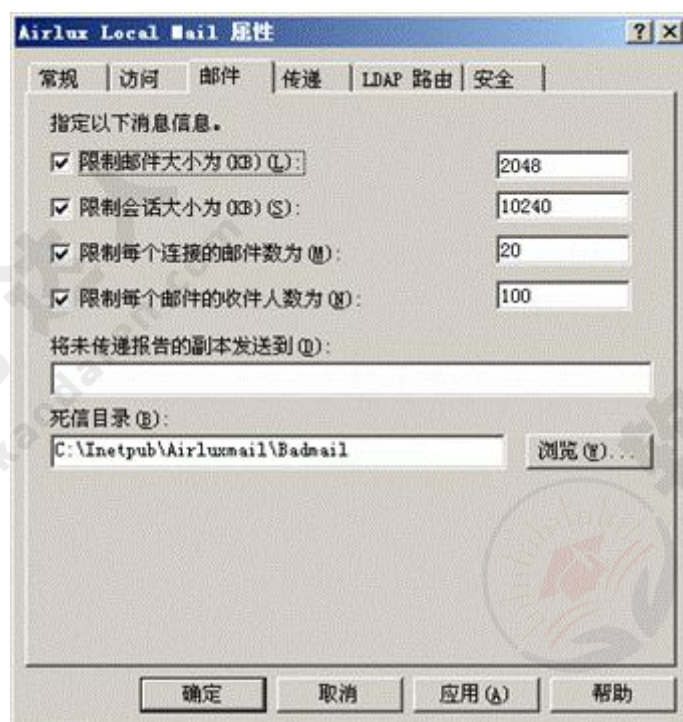 Airlux Local Mail 属性
常规 访问 邮件 传递 LDAP 路由 安全
指定以下消息信息。
限制邮件大小为(KB)(L): 2048
限制会话大小为(KB)(S): 10240
限制每个连接的邮件数为(M): 20
限制每个邮件的收件人数为(N): 100
将未传递报告的副本发送到(D):
死信目录(B):
C:\Inetpub\Airluxmail\Badmail 浏览(W)...
确定 取消 应用(A) 帮助